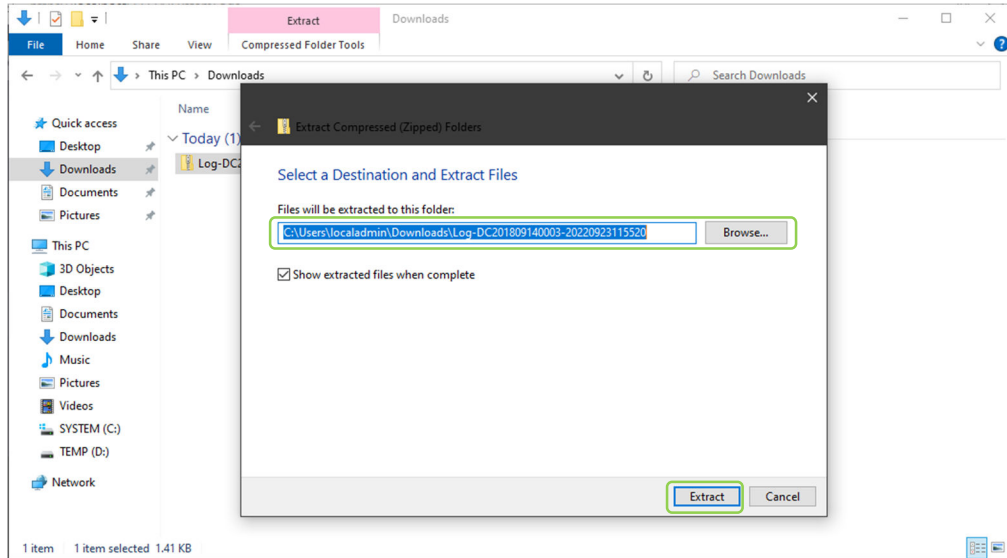 Extract
Downloads
File
Home
Share
View
Compressed Folder Tools
This PC
Downloads
Search Downloads
Name
Quick access
Desktop
Downloads
Documents
Pictures
This PC
3D Objects
Desktop
Documents
Downloads
Music
Pictures
Videos
SYSTEM (C:)
TEMP (D:)
Network
Today (1)
Log-DC2
Extract Compressed (Zipped) Folders
Select a Destination and Extract Files
Files will be extracted to this folder:
C:\Users\localadmin\Downloads\Log-DC201809140003-20220923115520
Browse...
Show extracted files when complete
Extract
Cancel
1 item
1 item selected 1.41 KB